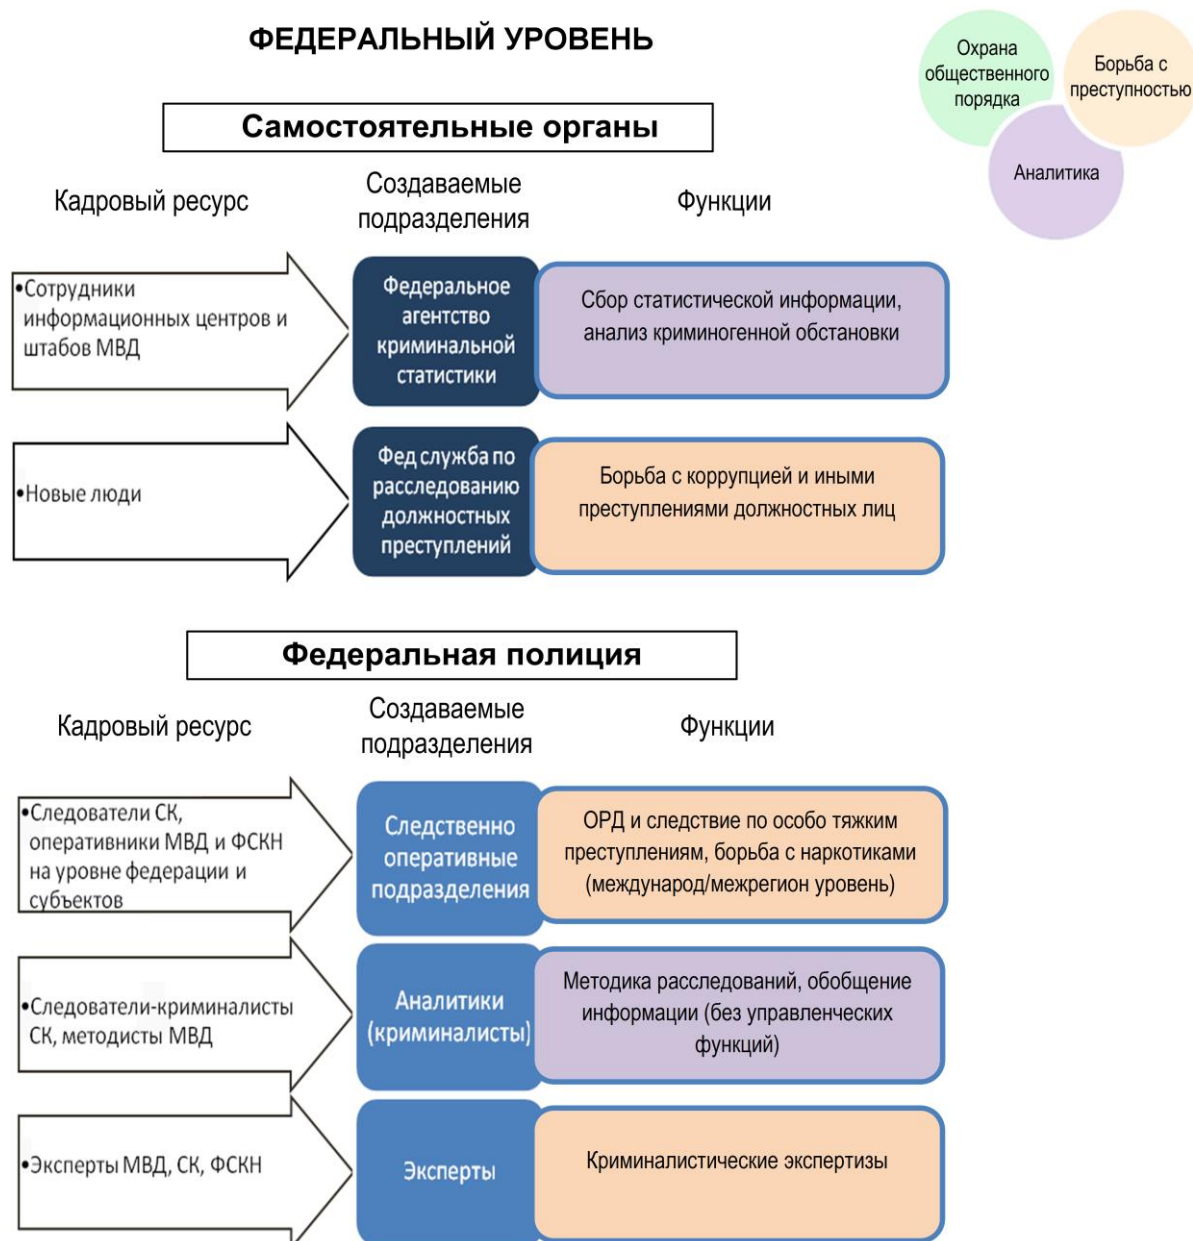 ФЕДЕРАЛЬНЫЙ УРОВЕНЬ
Охрана
общественного
порядка
Борьба с
преступностью
Аналитика
Самостоятельные органы
Кадровый ресурс
Создаваемые
подразделения
Функции
•Сотрудники
информационных центров и
штабов МВД
Федеральное
агентство
криминальной
статистики
Сбор статистической информации,
анализ криминогенной обстановки
•Новые люди
Фед служба по
расследованию
должностных
преступлений
Борьба с коррупцией и иными
преступлениями должностных лиц
Федеральная полиция
Кадровый ресурс
Создаваемые
подразделения
Функции
•Следователи СК,
оперативники МВД и ФСКН
на уровне федерации и
субъектов
Следственно
оперативные
подразделения
ОРД и следствие по особо тяжким
преступлениям, борьба с наркотиками
(международ/межрегион уровень)
•Следователи-криминалисты
СК, методисты МВД
Аналитики
(криминалисты)
Методика расследований, обобщение
информации (без управленческих
функций)
•Эксперты МВД, СК, ФСКН
Эксперты
Криминалистические экспертизы